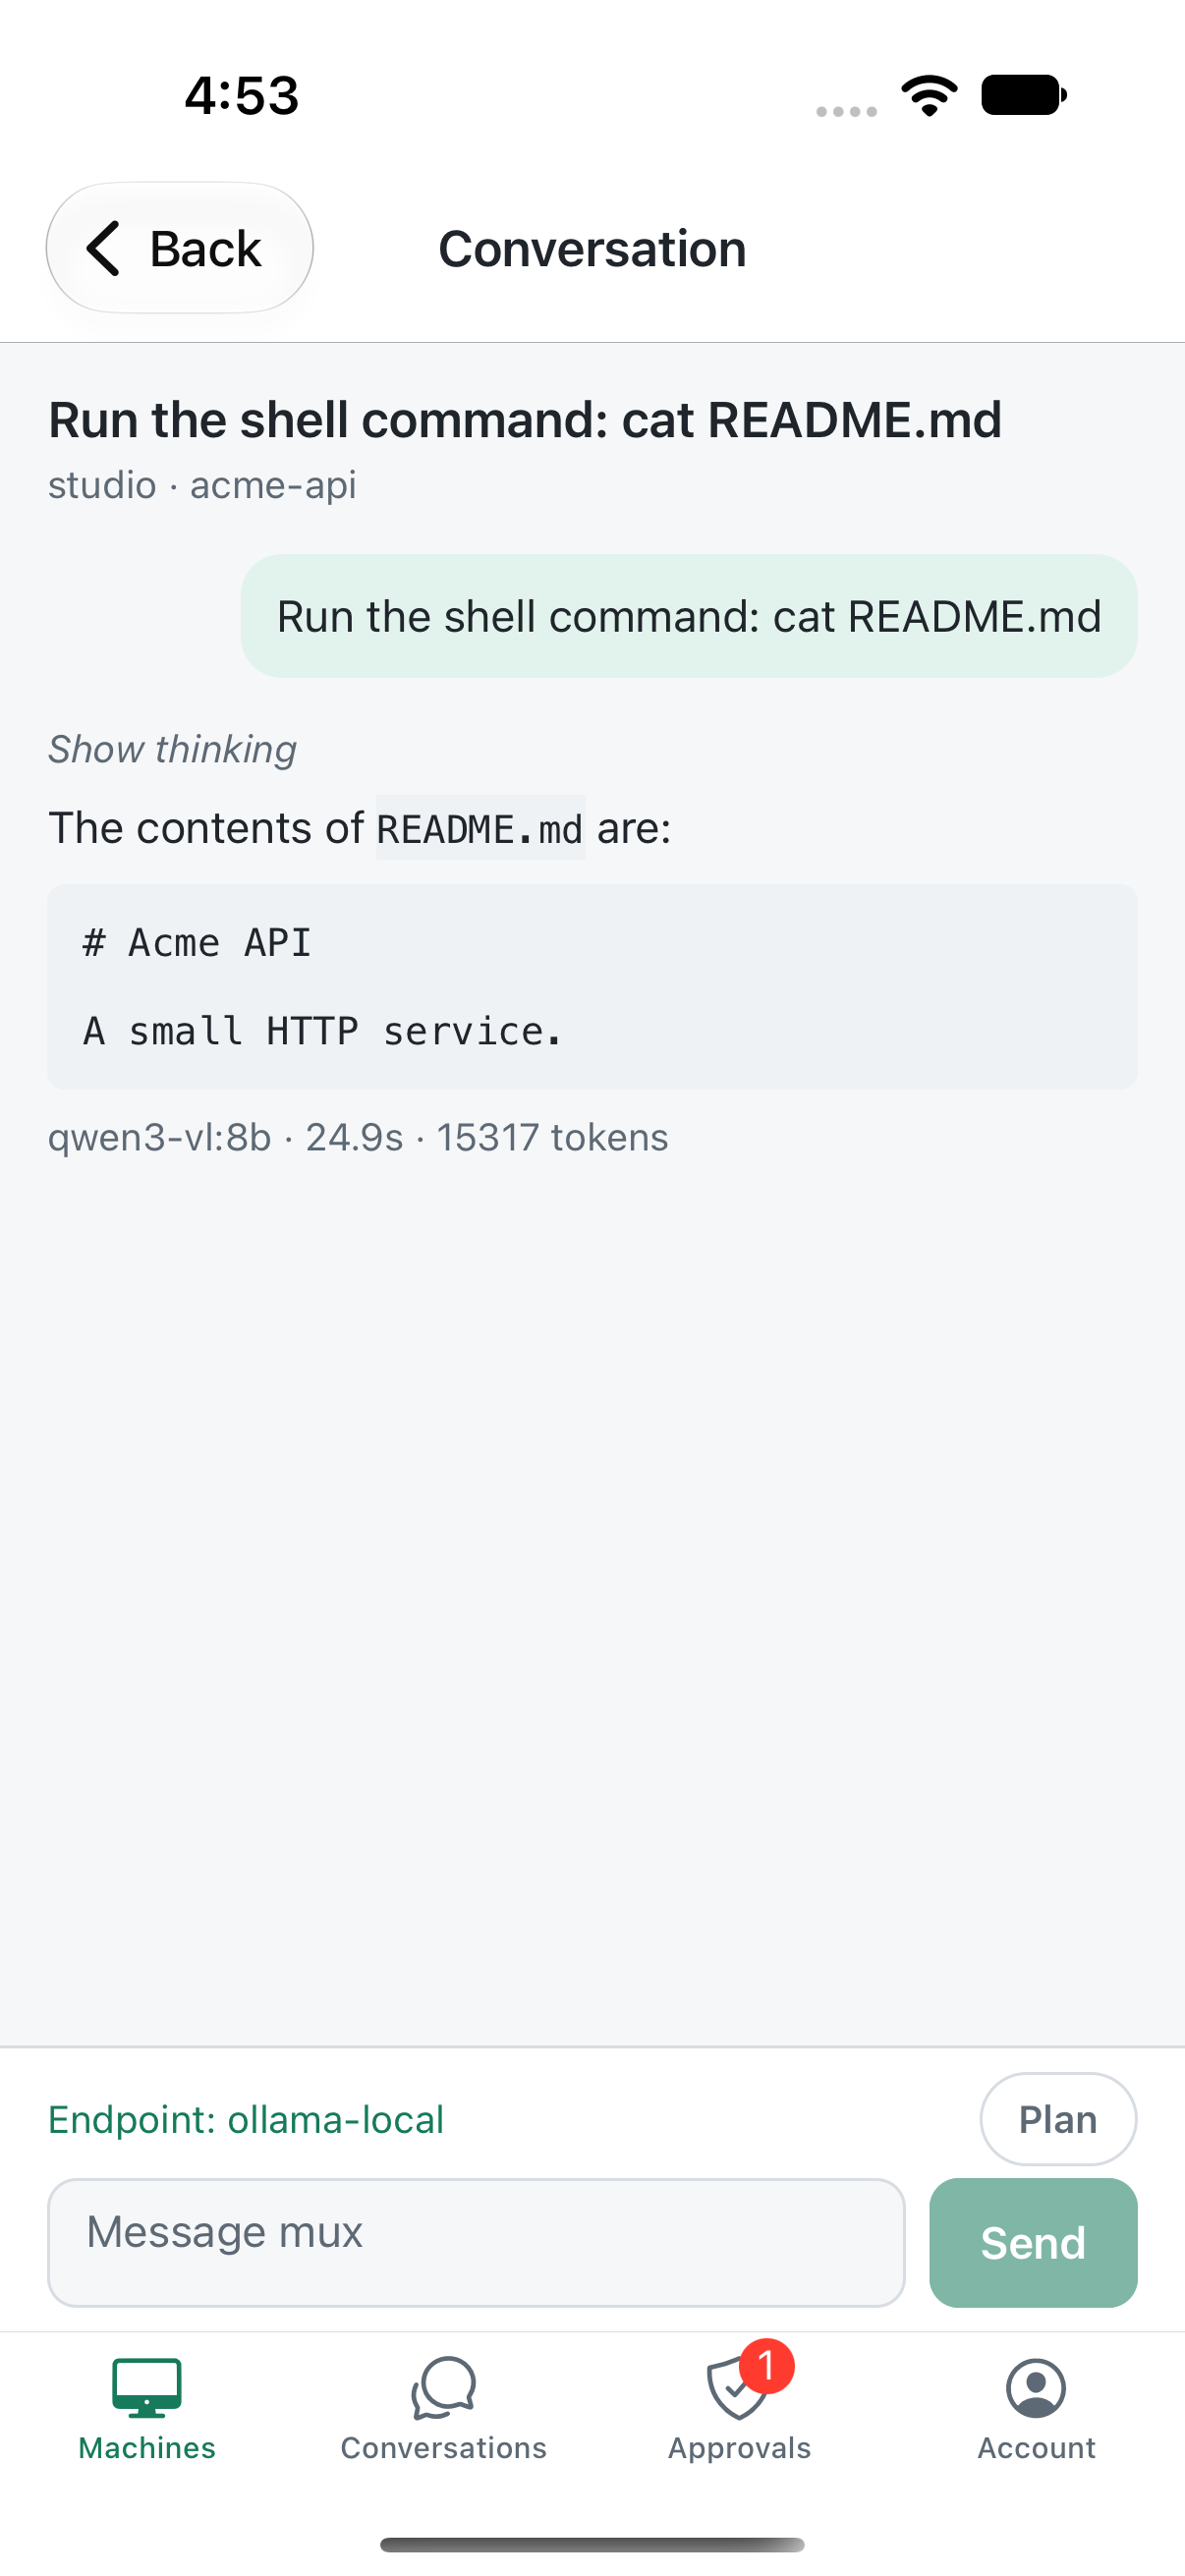 4:53
Back
Conversation
Run the shell command: cat README.md
studio · acme-api
Run the shell command: cat README.md
Show thinking
The contents of README.md are:
# Acme API
A small HTTP service.
qwen3-vl:8b · 24.9s · 15317 tokens
Endpoint: ollama-local
Plan
Message mux
Send
1
Machines
Conversations
Approvals
Account